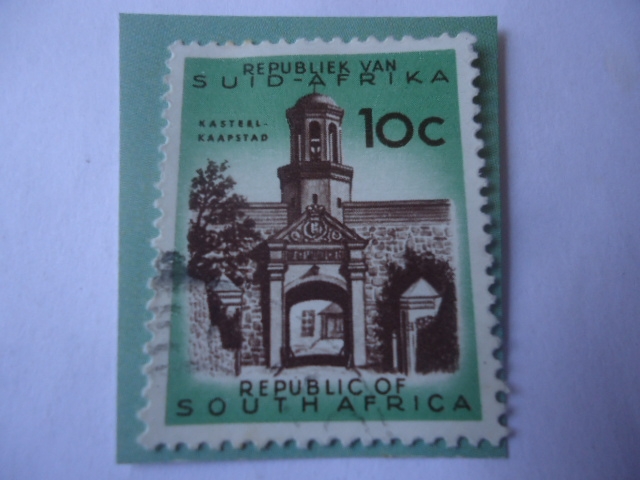 REPUBLIEK VAN
SUID-AFRIKA
KASTEEL-
KAAPSTAD
10c
REPUBLIC OF
SOUTH AFRICA